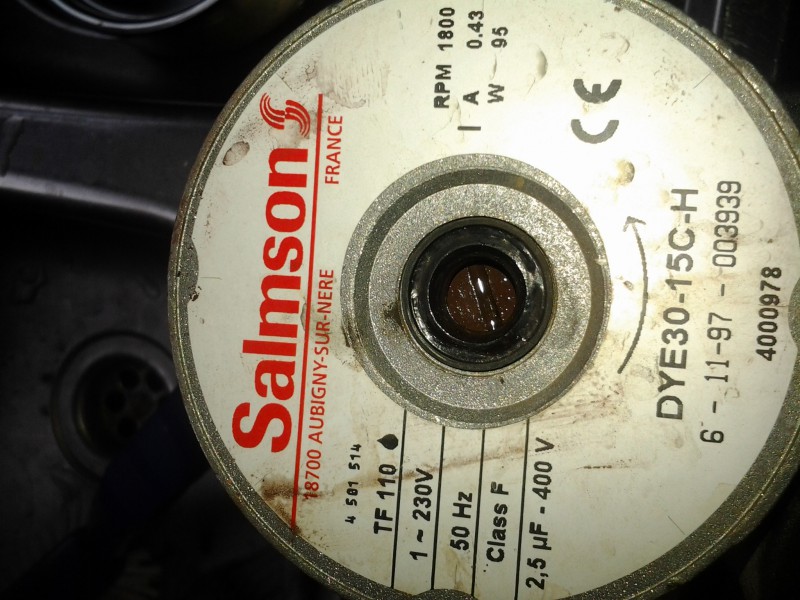 Salmson
18700 AUBIGNY-SUR-NERE FRANCE
4 501 514
TF 110
1 ~ 230V
50 Hz
Class F
2,5 µF - 400 V
RPM 1800
I A 0.43
W 95
CE
DYE30-15C-H
6 - 11-97 - 003939
4000978